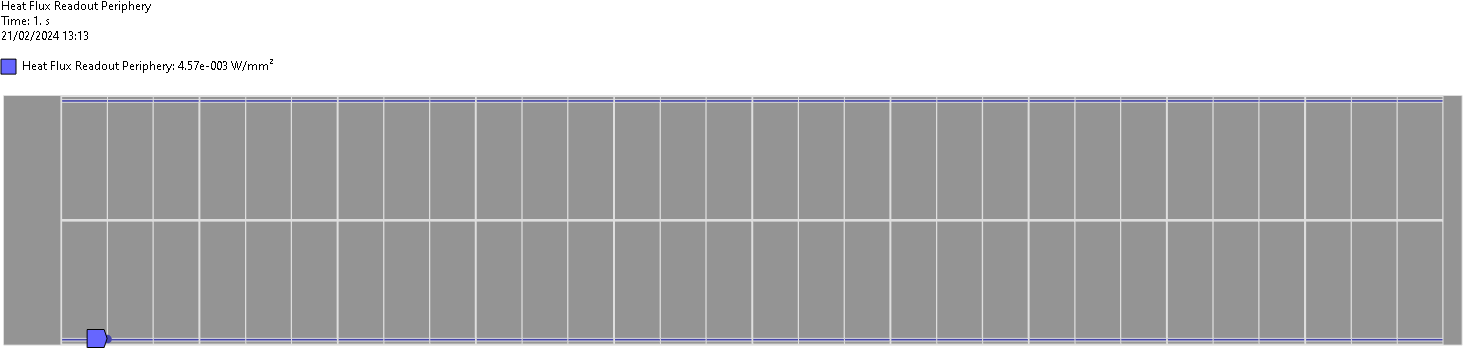 Heat Flux Readout Periphery
Time: 1. s
21/02/2024 13:13
Heat Flux Readout Periphery: 4.57e-003 W/mm²